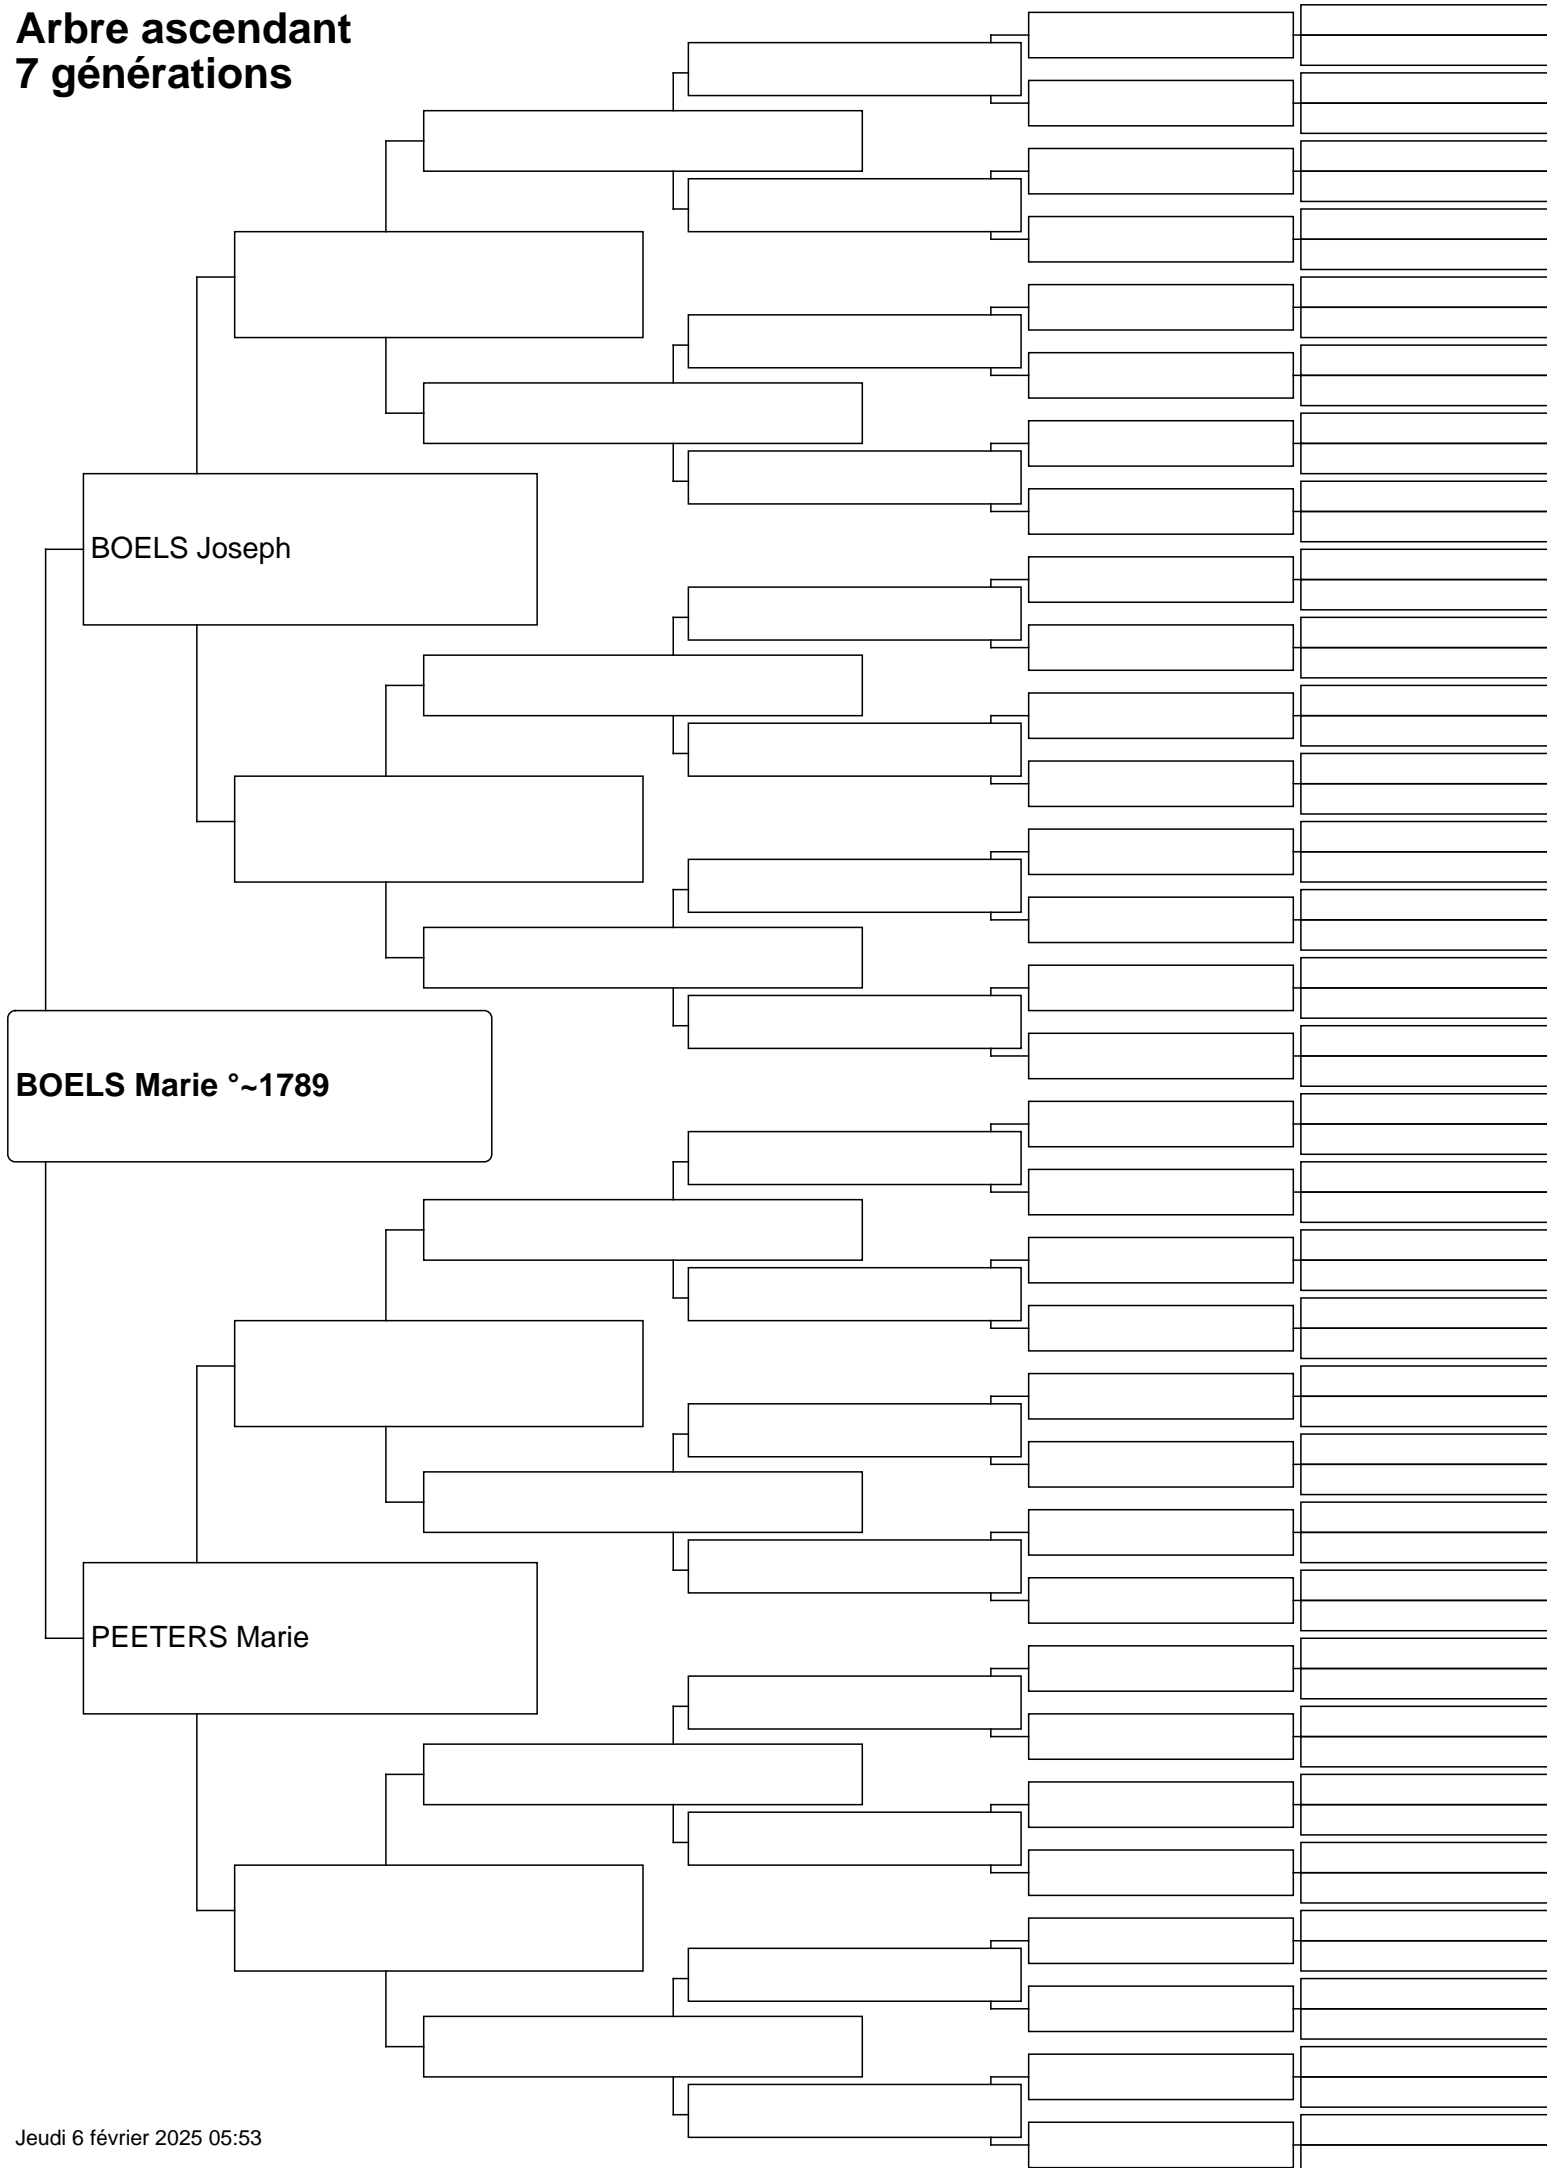 Arbre ascendant
7 générations
BOELS Joseph
BOELS Marie °~1789
PEETERS Marie
Jeudi 6 février 2025 05:53